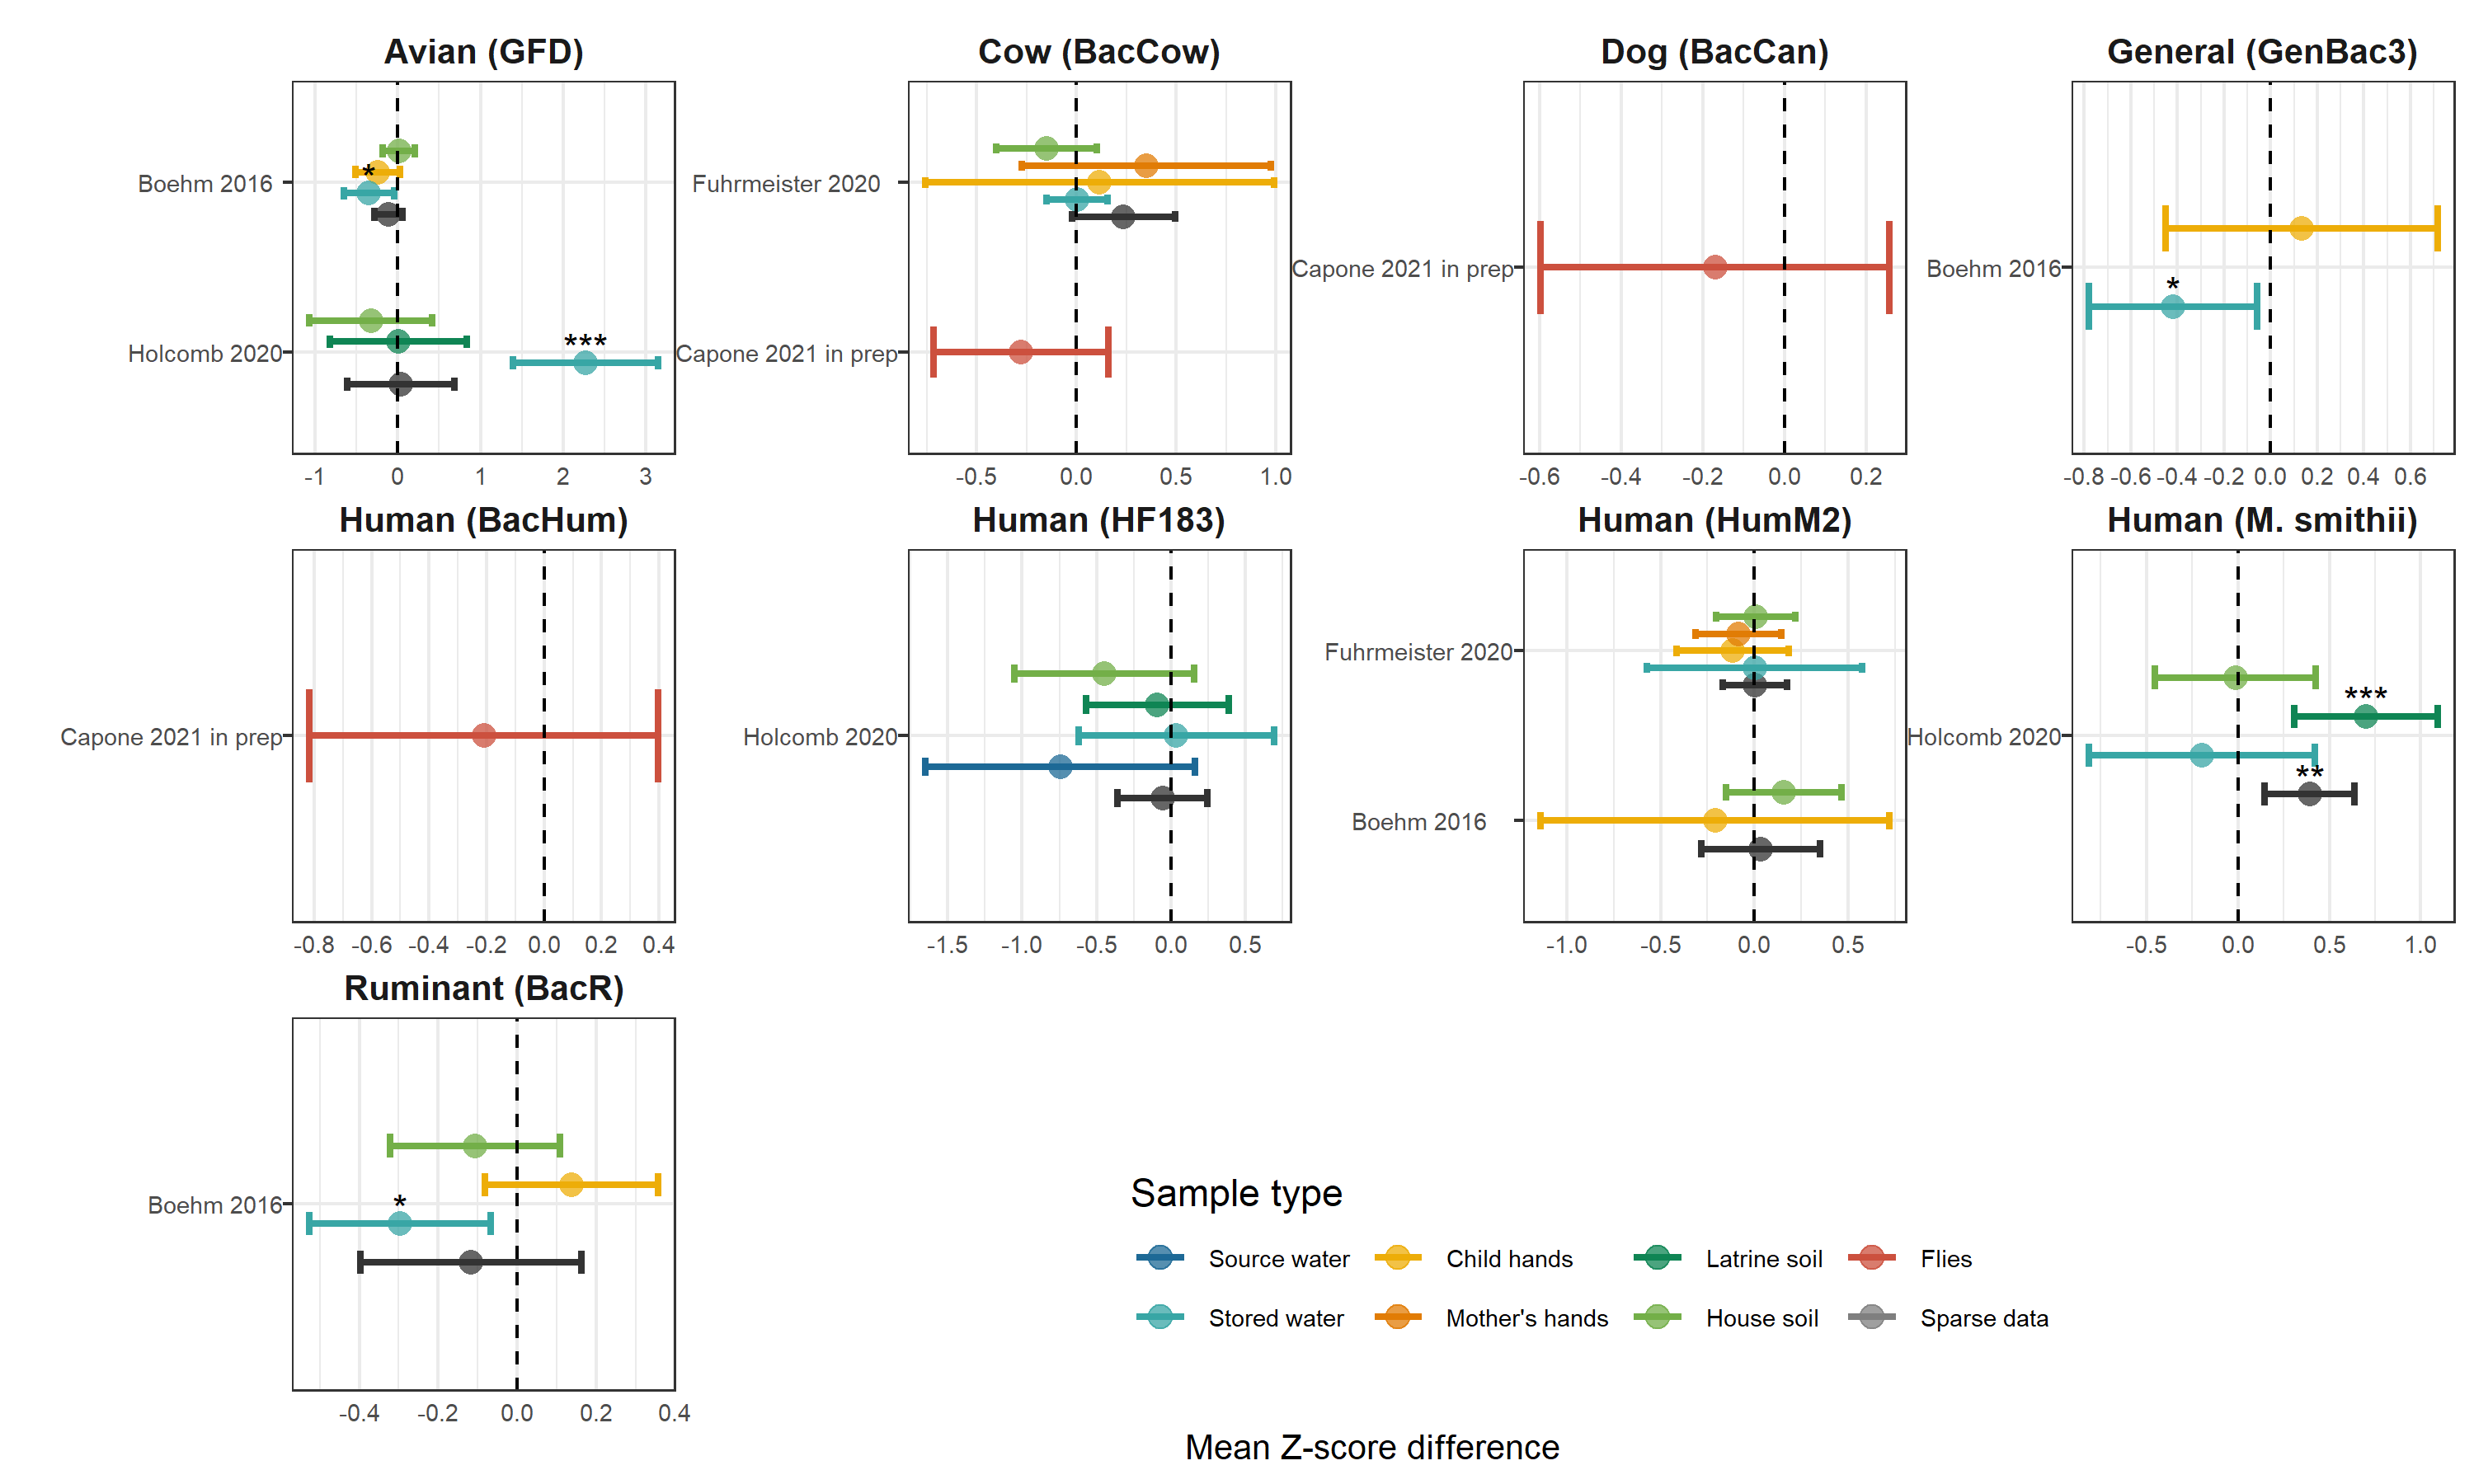 Avian (GFD)
Cow (BacCow)
Dog (BacCan)
General (GenBac3)
Boehm 2016
*
Holcomb 2020
***
-1 0 1 2 3
Fuhrmeister 2020
Capone 2021 in prep
-0.5 0.0 0.5 1.0
Capone 2021 in prep
-0.6 -0.4 -0.2 0.0 0.2
Boehm 2016
*
-0.8 -0.6 -0.4 -0.2 0.0 0.2 0.4 0.6
Human (BacHum)
Human (HF183)
Human (HumM2)
Human (M. smithii)
Capone 2021 in prep
-0.8 -0.6 -0.4 -0.2 0.0 0.2 0.4
Holcomb 2020
-1.5 -1.0 -0.5 0.0 0.5
Fuhrmeister 2020
Boehm 2016
-1.0 -0.5 0.0 0.5
***
Holcomb 2020
**
-0.5 0.0 0.5 1.0
Ruminant (BacR)
Boehm 2016
*
-0.4 -0.2 0.0 0.2 0.4
Sample type
Source water Child hands Latrine soil Flies
Stored water Mother's hands House soil Sparse data
Mean Z-score difference